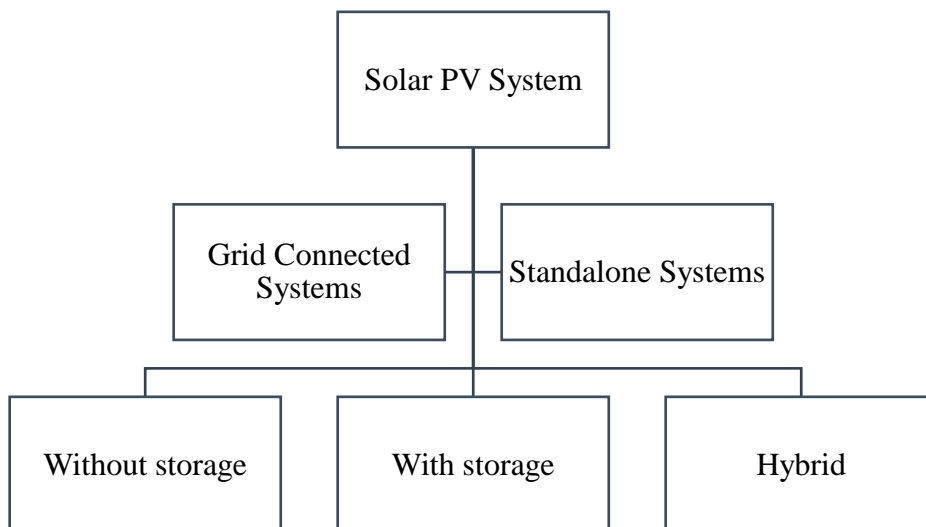 Solar PV System
Grid Connected
Systems
Standalone Systems
Without storage
With storage
Hybrid